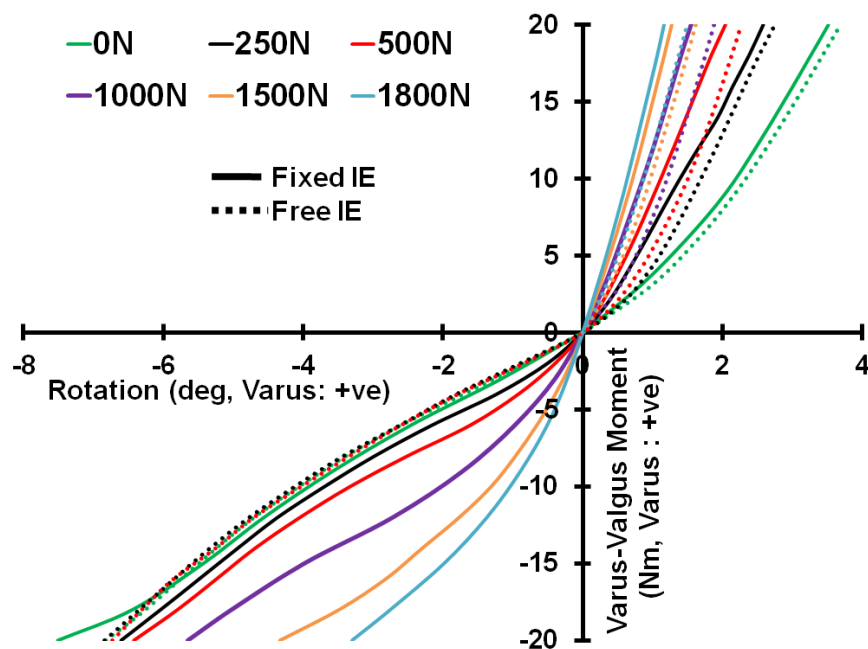 0N 250N 500N
1000N 1500N 1800N
Fixed IE
Free IE
20
15
10
5
0
-5
-10
-15
-20
-8 -6 -4 -2 0 2 4
Rotation (deg, Varus: +ve)
Varus-Valgus Moment
(Nm, Varus : +ve)